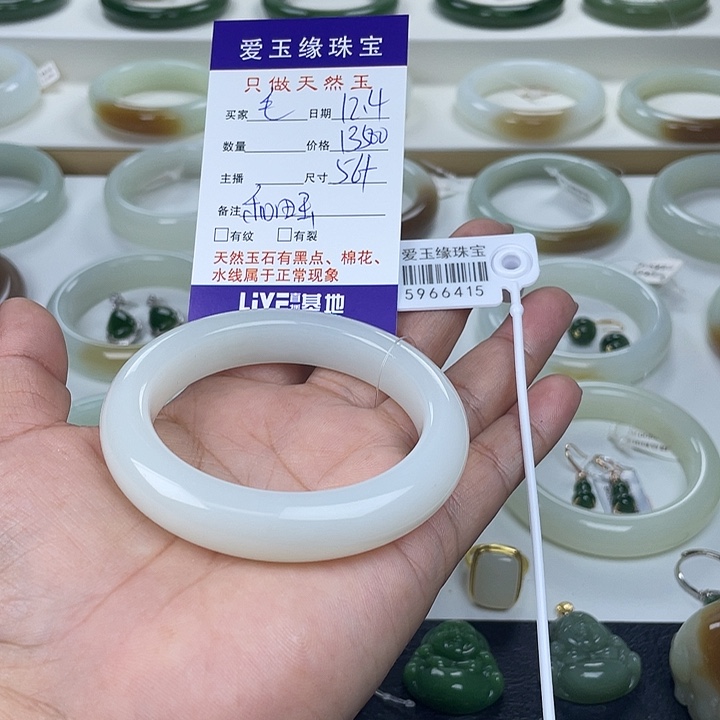 爱玉缘珠宝
只做天然玉
买家 毛 日期 12.4
数量 价格 13500
主播 尺寸 56+
备注 和田玉
□有纹 □有裂
天然玉石有黑点、棉花、
水线属于正常现象
LIVE 基地
爱玉缘珠宝
5966415